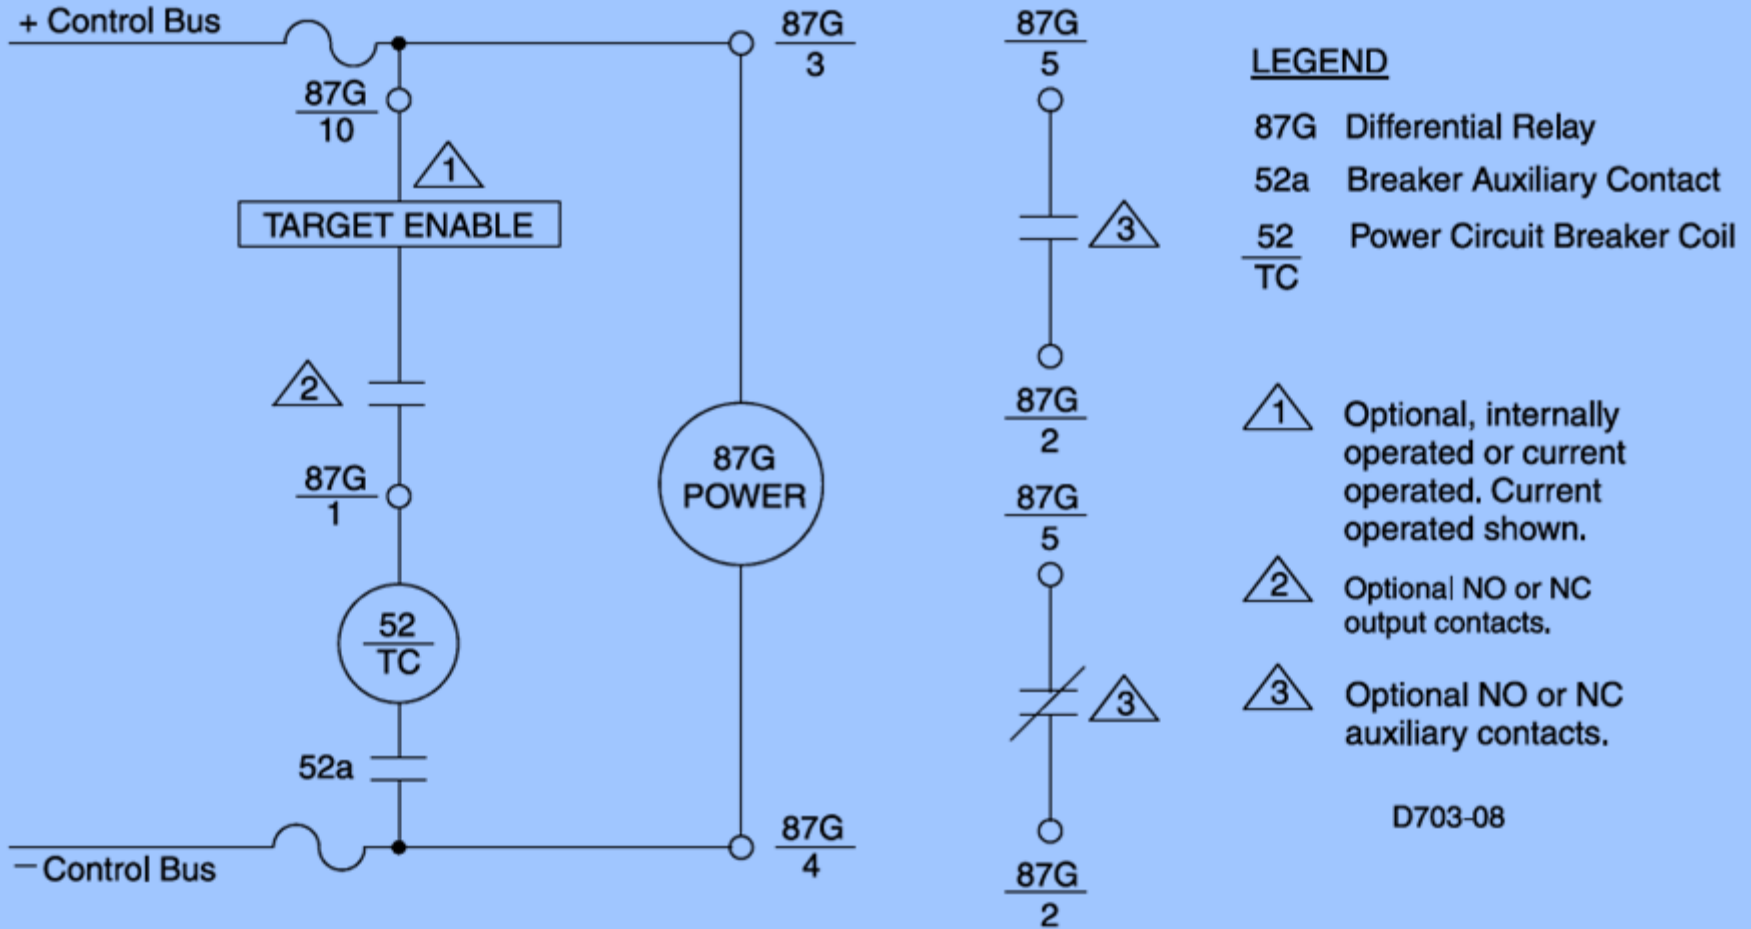 + Control Bus
87G
3
87G
10
1
TARGET ENABLE
2
87G
1
87G
POWER
52
TC
52a
87G
4
— Control Bus
87G
5
3
87G
2
87G
5
3
87G
2
LEGEND
87G Differential Relay
52a Breaker Auxiliary Contact
52
TC
Power Circuit Breaker Coil
1
Optional, internally
operated or current
operated. Current
operated shown.
2
Optional NO or NC
output contacts.
3
Optional NO or NC
auxiliary contacts.
D703-08